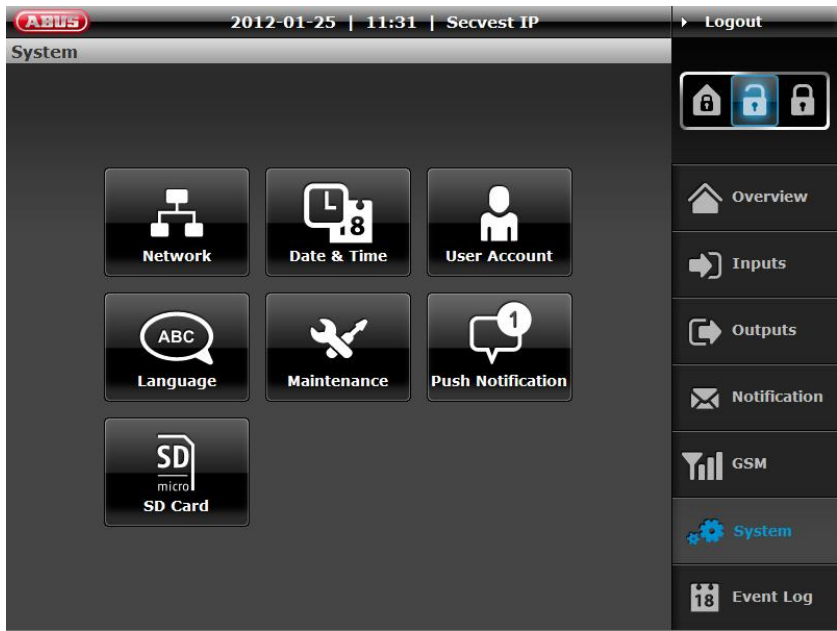 ABUS
2012-01-25 | 11:31 | Secvest IP
Logout
System
Network
18
Date & Time
User Account
ABC
Language
Maintenance
1
Push Notification
SD
micro
SD Card
Overview
Inputs
Outputs
Notification
GSM
System
18
Event Log